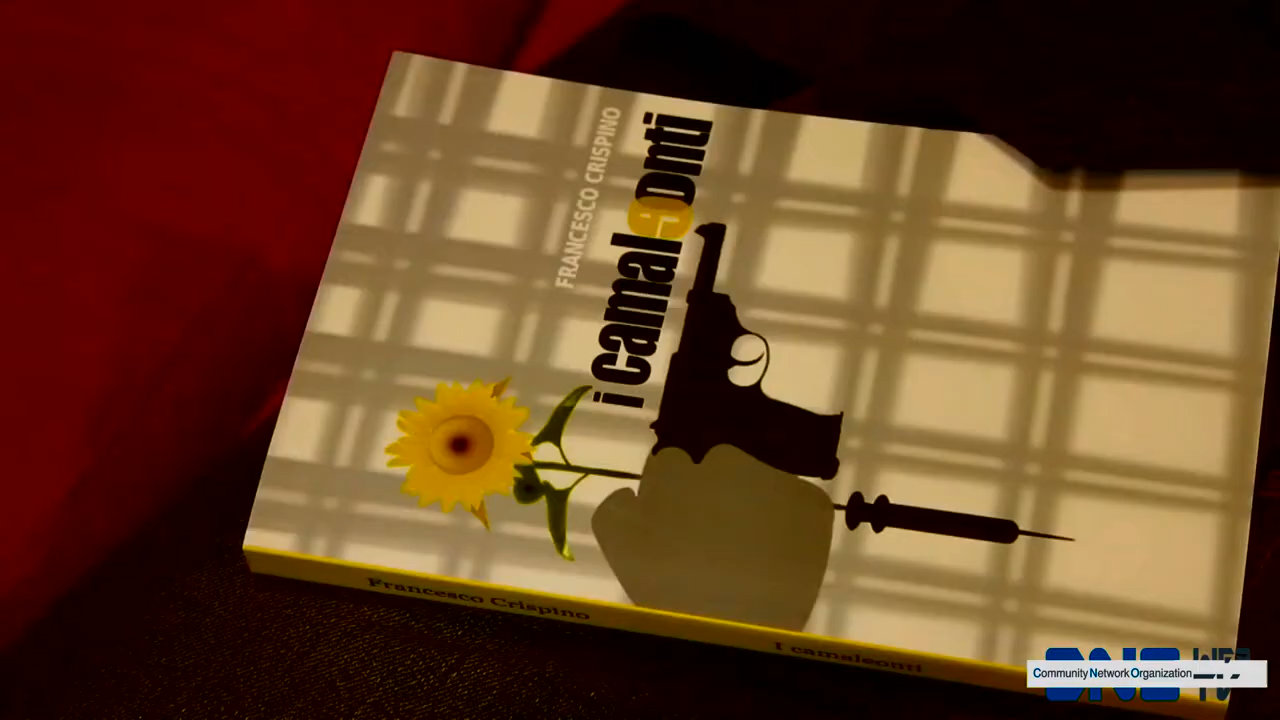 FRANCESCO CRISPINO
i camaleonti
Francesco Crispino
I camaleonti
Community Network Organization